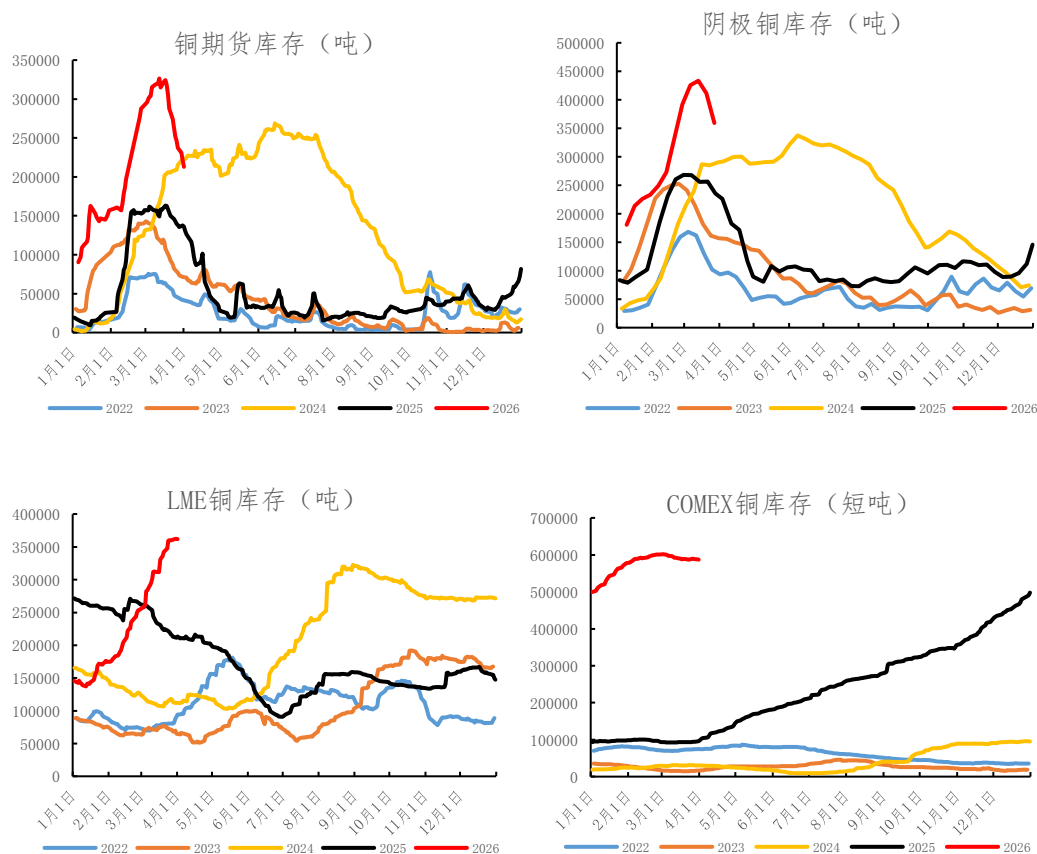 铜期货库存（吨）
350000
300000
250000
200000
150000
100000
50000
0
1月1日
2月1日
3月1日
4月1日
5月1日
6月1日
7月1日
8月1日
9月1日
10月1日
11月1日
12月1日
2022 2023 2024 2025 2026
阴极铜库存（吨）
500000
450000
400000
350000
300000
250000
200000
150000
100000
50000
0
1月1日
2月1日
3月1日
4月1日
5月1日
6月1日
7月1日
8月1日
9月1日
10月1日
11月1日
12月1日
2022 2023 2024 2025 2026
LME铜库存（吨）
400000
350000
300000
250000
200000
150000
100000
50000
0
1月1日
2月1日
3月1日
4月1日
5月1日
6月1日
7月1日
8月1日
9月1日
10月1日
11月1日
12月1日
2022 2023 2024 2025 2026
COMEX铜库存（短吨）
700000
600000
500000
400000
300000
200000
100000
0
1月1日
2月1日
3月1日
4月1日
5月1日
6月1日
7月1日
8月1日
9月1日
10月1日
11月1日
12月1日
2022 2023 2024 2025 2026